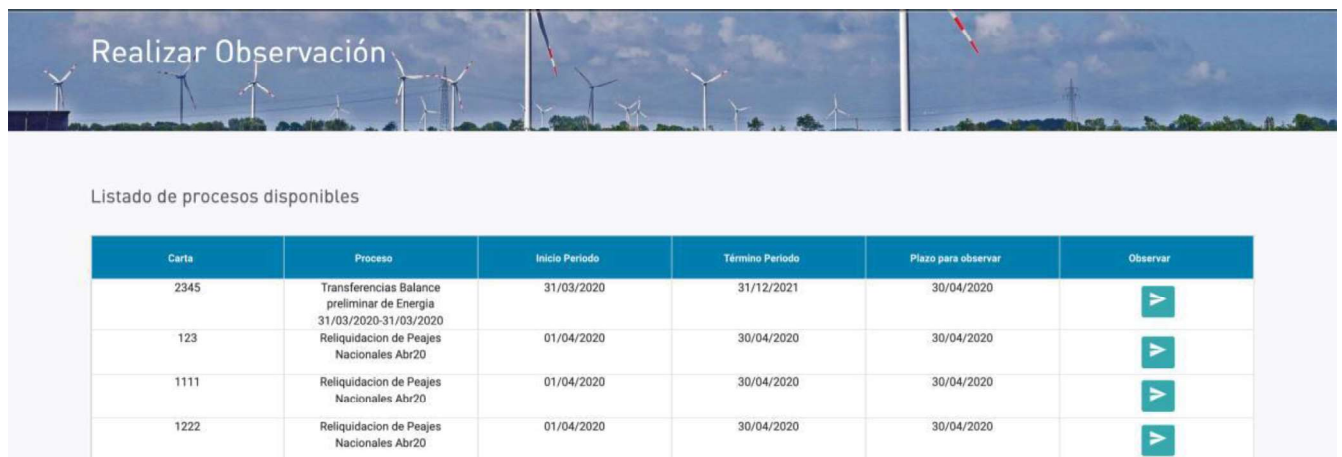 Realizar Observación
Listado de procesos disponibles
Carta Proceso Inicio Periodo Término Periodo Plazo para observar Observar
2345 Transferencias Balance 31/03/2020 31/12/2021 30/04/2020
preliminar de Energia
31/03/2020-31/03/2020
123 Reliquidacion de Peajes 01/04/2020 30/04/2020 30/04/2020
Nacionales Abr20
1111 Reliquidacion de Peajes 01/04/2020 30/04/2020 30/04/2020
Nacionales Abr20
1222 Reliquidacion de Peajes 01/04/2020 30/04/2020 30/04/2020
Nacionales Abr20